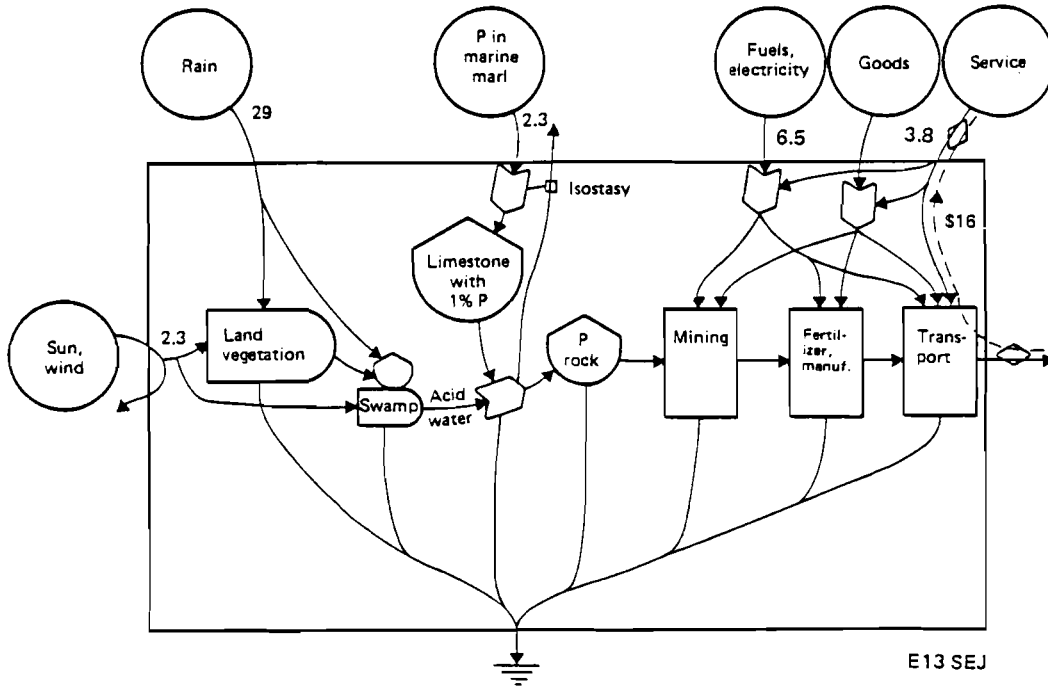 Rain
P in
marine
marl
Fuels,
electricity
Goods
Service
29
2.3
6.5
3.8
Isostasy
$16
Limestone
with
1% P
Sun,
wind
2.3
Land
vegetation
P
rock
Mining
Fertil-
izer,
manuf.
Trans-
port
Swamp
Acid
water
E13 SEJ